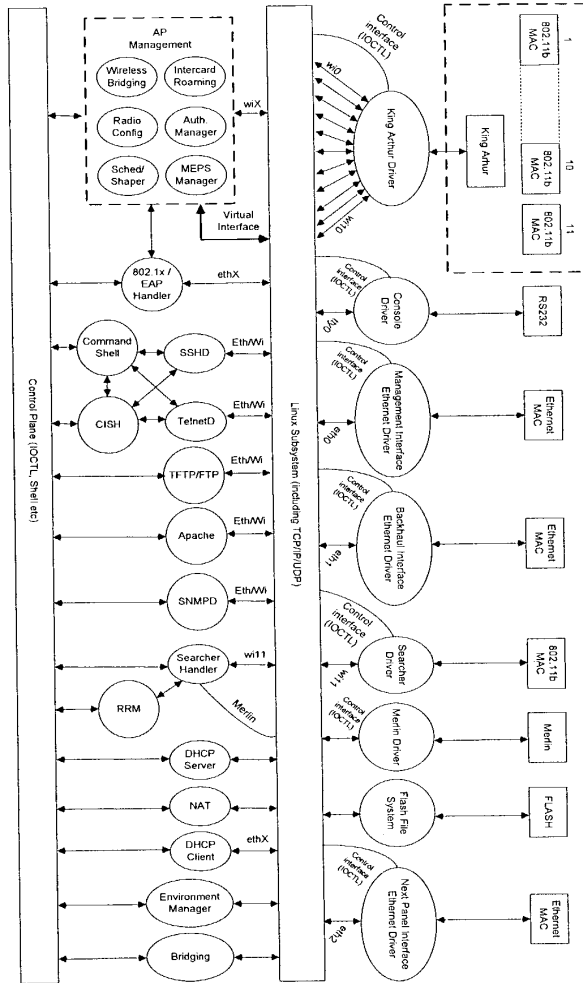 AP
Management
Wireless
Bridging
Intercard
Roaming
Radio
Config
Auth.
Manager
Sched/
Shaper
MEPS
Manager
wiX
Virtual
Interface
802.1x /
EAP
Handler
ethX
Command
Shell
SSHD
Eth/Wi
CISH
TelnetD
Eth/Wi
TFTP/FTP
Eth/Wi
Apache
Eth/Wi
SNMPD
Eth/Wi
Searcher
Handler
wi11
RRM
Merlin
DHCP
Server
NAT
DHCP
Client
ethX
Environment
Manager
Bridging
Control Plane (IOCTL, Shell etc)
Linux Subsystem (including TCP/IP/UDP)
Control
interface
(IOCTL)
wi0
wi10
King Arthur Driver
King Arthur
1
802.11b
MAC
10
802.11b
MAC
11
802.11b
MAC
Control
interface
(IOCTL)
tty0
Console
Driver
RS232
Control
interface
(IOCTL)
eth0
Management Interface
Ethernet Driver
Ethernet
MAC
Control
interface
(IOCTL)
eth1
Backhaul Interface
Ethernet Driver
Ethernet
MAC
Control
interface
(IOCTL)
wi11
Searcher
Driver
802.11b
MAC
Control
interface
(IOCTL)
Merlin Driver
Merlin
Flash File
System
FLASH
Control
interface
(IOCTL)
eth2
Next Panel Interface
Ethernet Driver
Ethernet
MAC